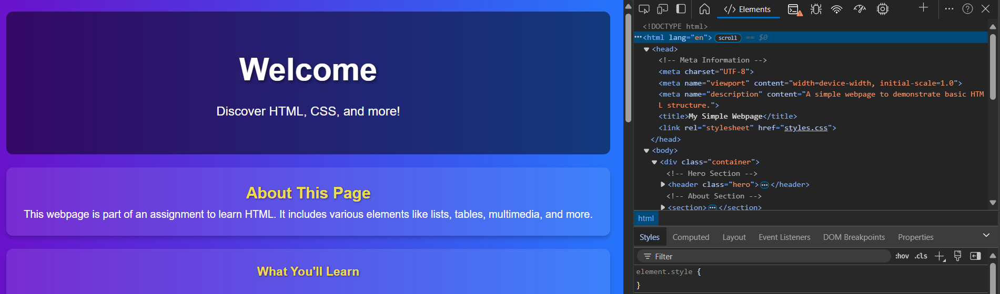 Welcome
Discover HTML, CSS, and more!
About This Page
This webpage is part of an assignment to learn HTML. It includes various elements like lists, tables, multimedia, and more.
What You'll Learn
Elements
<!DOCTYPE html>
<html lang="en"> scroll == $0
<head>
<!-- Meta Information -->
<meta charset="UTF-8">
<meta name="viewport" content="width=device-width, initial-scale=1.0">
<meta name="description" content="A simple webpage to demonstrate basic HTM
L structure.">
<title>My Simple Webpage</title>
<link rel="stylesheet" href="styles.css">
</head>
<body>
<div class="container">
<!-- Hero Section -->
<header class="hero">…</header>
<!-- About Section -->
<section>…</section>
html
Styles Computed Layout Event Listeners DOM Breakpoints Properties
Filter :hov .cls
element.style {
}